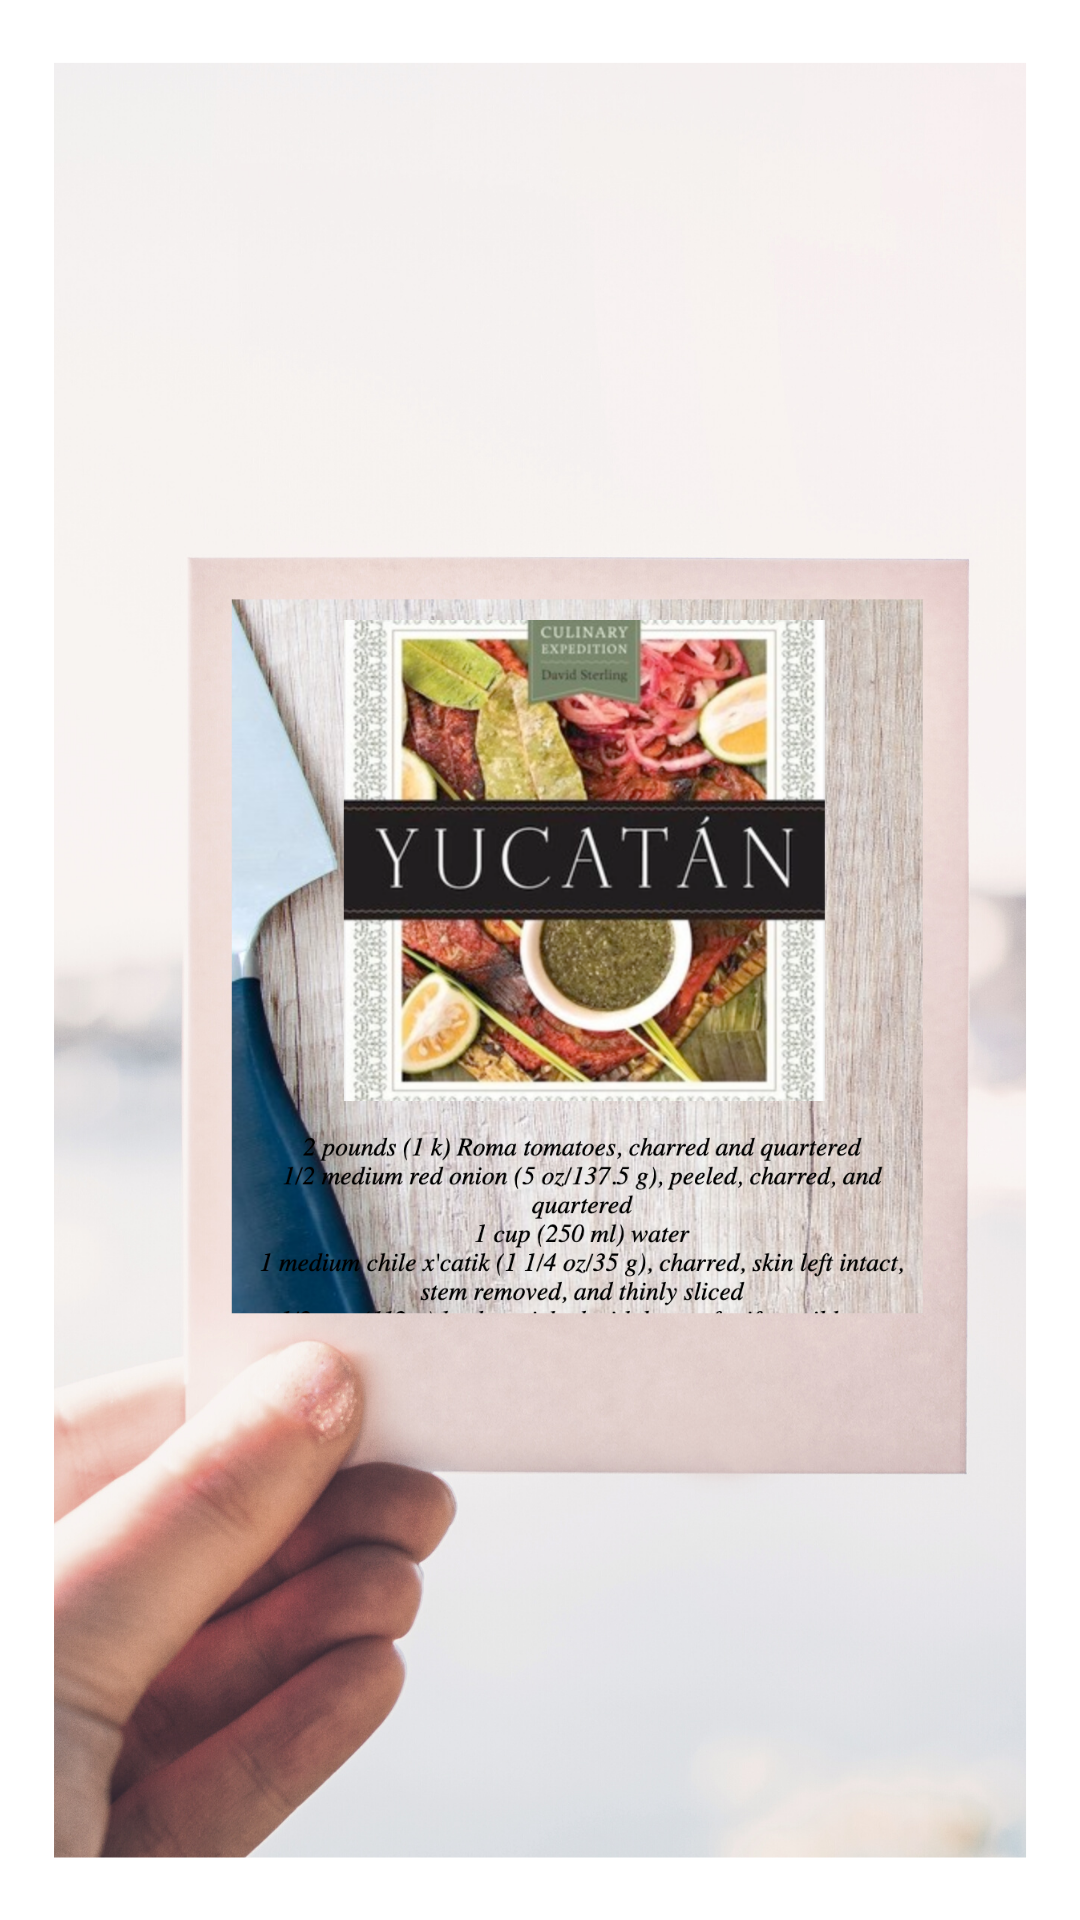 CULINARY
EXPEDITION
David Sterling
YUCATÁN
2 pounds (1 k) Roma tomatoes, charred and quartered
1/2 medium red onion (5 oz/137.5 g), peeled, charred, and
quartered
1 cup (250 ml) water
1 medium chile x'catik (1 1/4 oz/35 g), charred, skin left intact,
stem removed, and thinly sliced